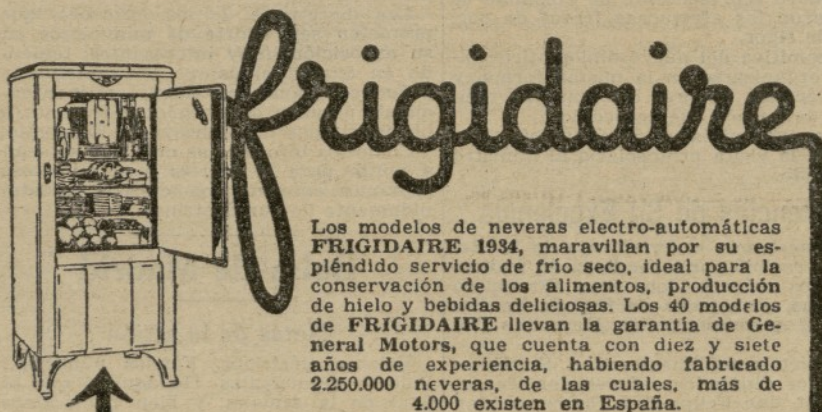 frigidaire
Los modelos de neveras electro-automáticas
FRIGIDAIRE 1934, maravillan por su es-
pléndido servicio de frío seco, ideal para la
conservación de los alimentos, producción
de hielo y bebidas deliciosas. Los 40 modelos
de FRIGIDAIRE llevan la garantía de Ge-
neral Motors, que cuenta con diez y siete
años de experiencia, habiendo fabricado
2.250.000 neveras, de las cuales, más de
4.000 existen en España.